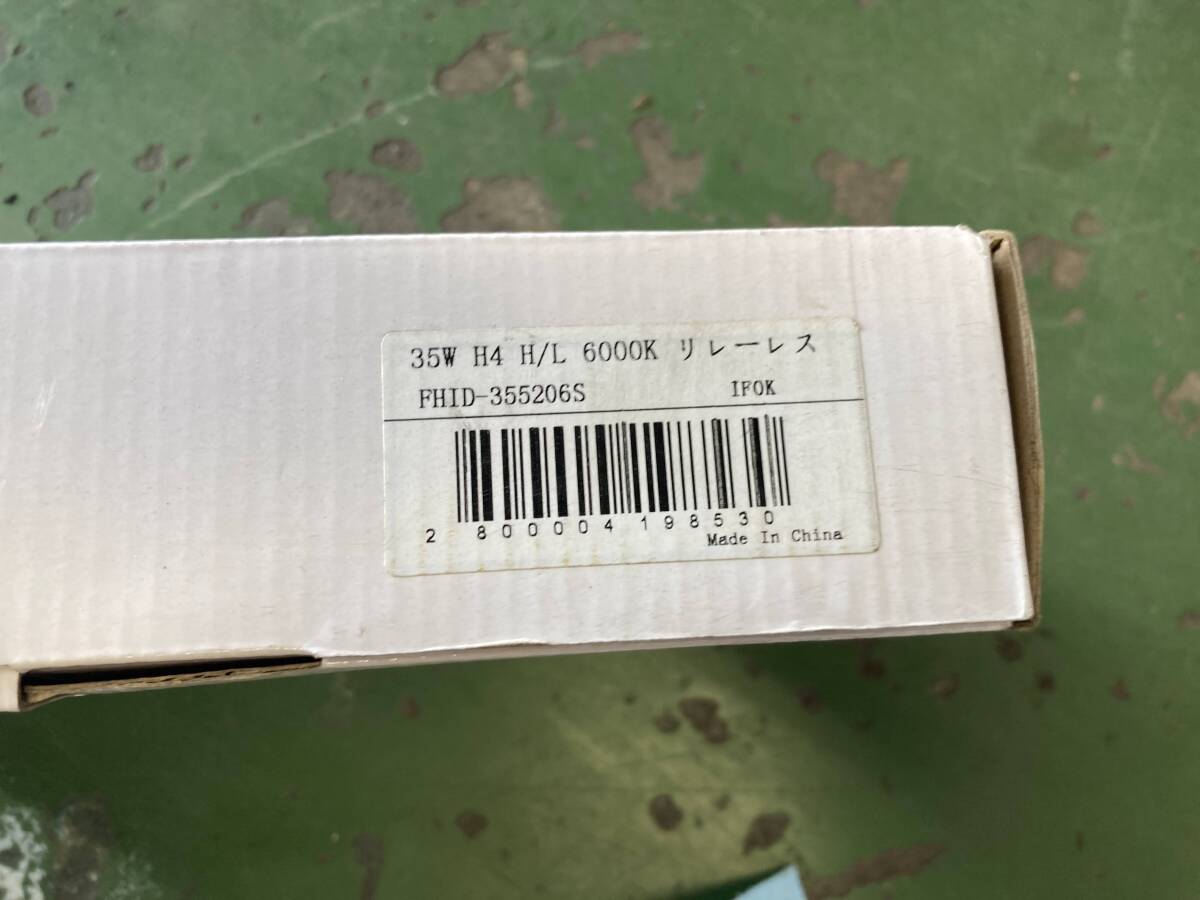 35W H4 H/L 6000K リレーレス
FHID-355206S IFOK
2 800004 198530
Made In China